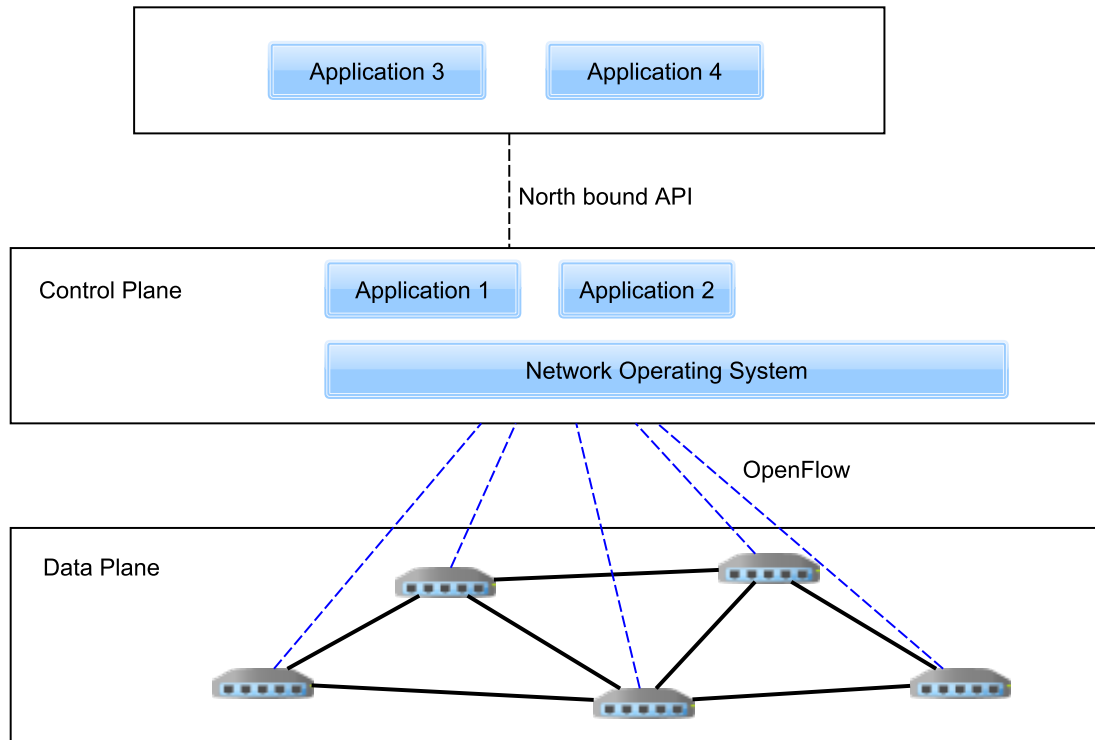 Application 3
Application 4
North bound API
Control Plane
Application 1
Application 2
Network Operating System
OpenFlow
Data Plane